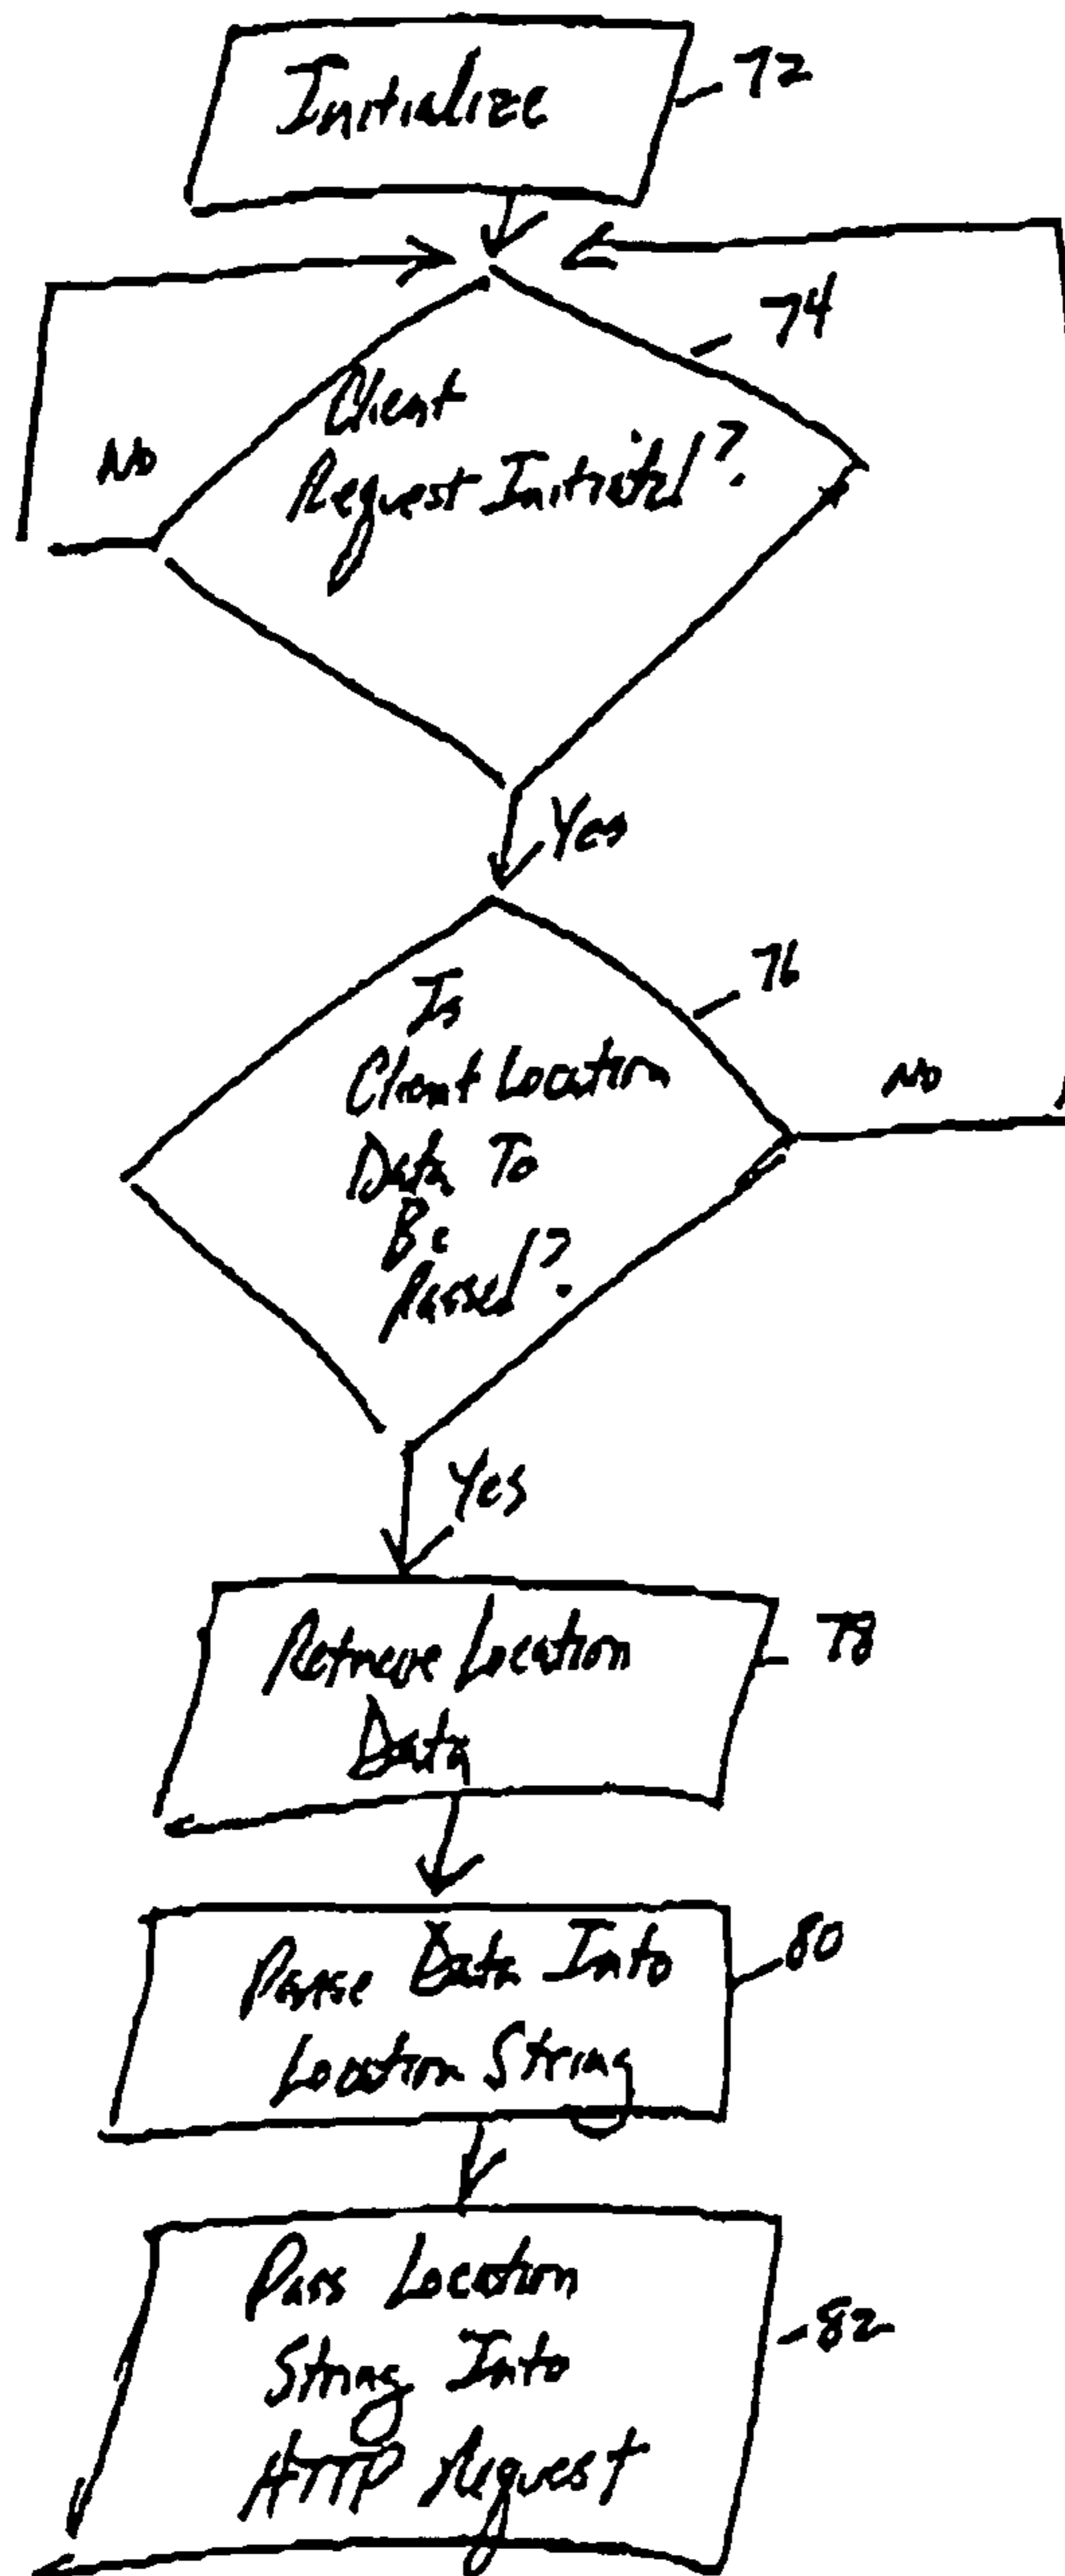 Initialize
72
74
Client
Request Initiated?
No
Yes
76
Is
Client Location
Data To
Be
Passed?
No
Yes
Retrieve Location
Data
78
Parse Data Into
Location String
80
Pass Location
String Into
HTTP Request
82